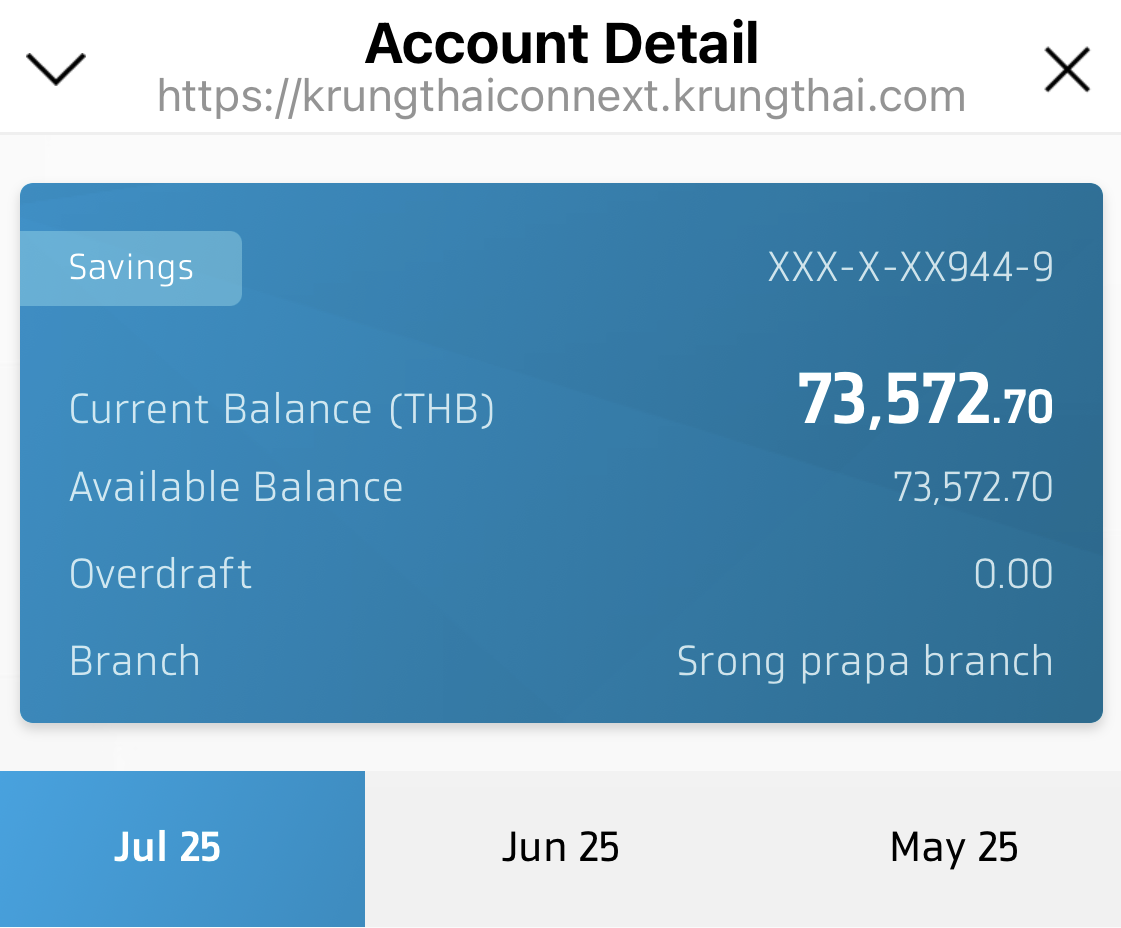 Account Detail
https://krungthaiconnext.krungthai.com
Savings XXX-X-XX944-9
Current Balance (THB) 73,572.70
Available Balance 73,572.70
Overdraft 0.00
Branch Srong prapa branch
Jul 25 Jun 25 May 25